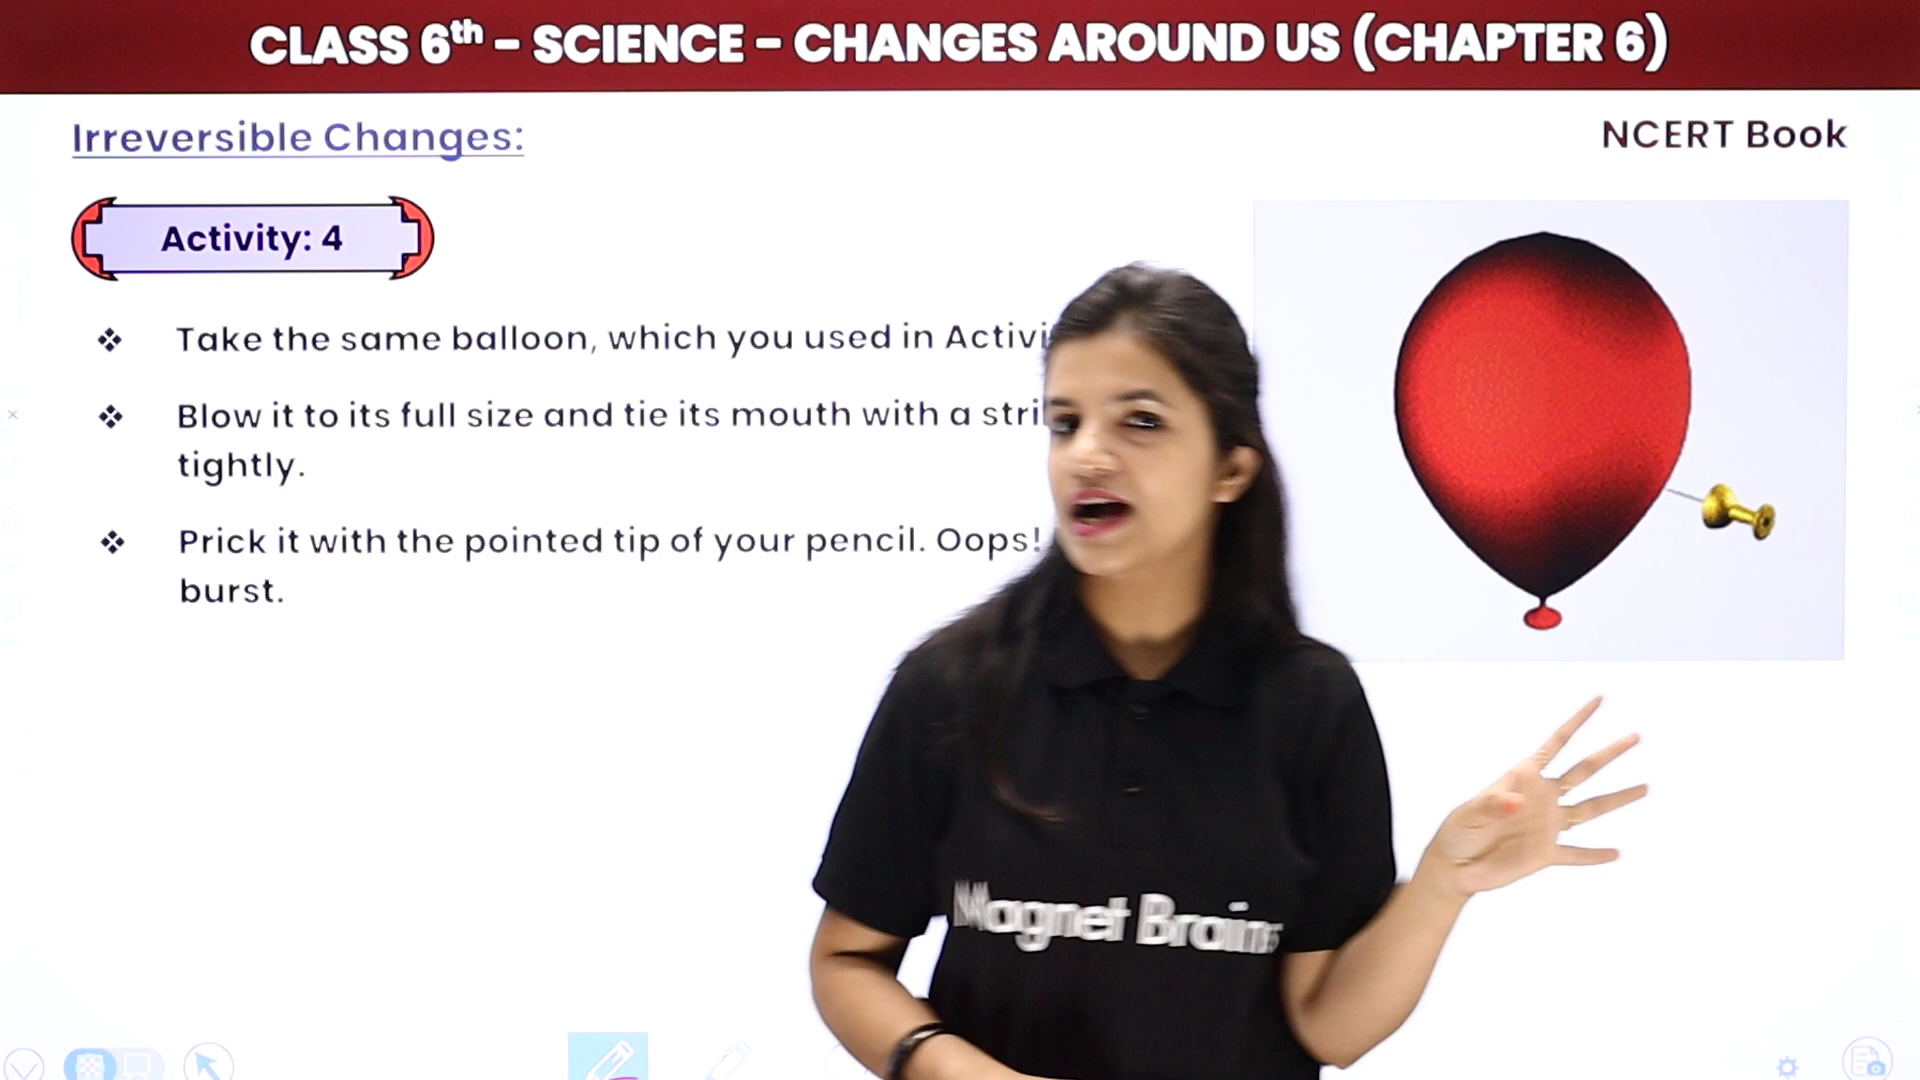 CLASS 6th – SCIENCE – CHANGES AROUND US (CHAPTER 6)
Irreversible Changes:
NCERT Book
Activity: 4
Take the same balloon, which you used in
Blow it to its full size and tie its mouth with a
tightly.
Prick it with the pointed tip of your pencil. Oops!
burst.
Magnet Brains